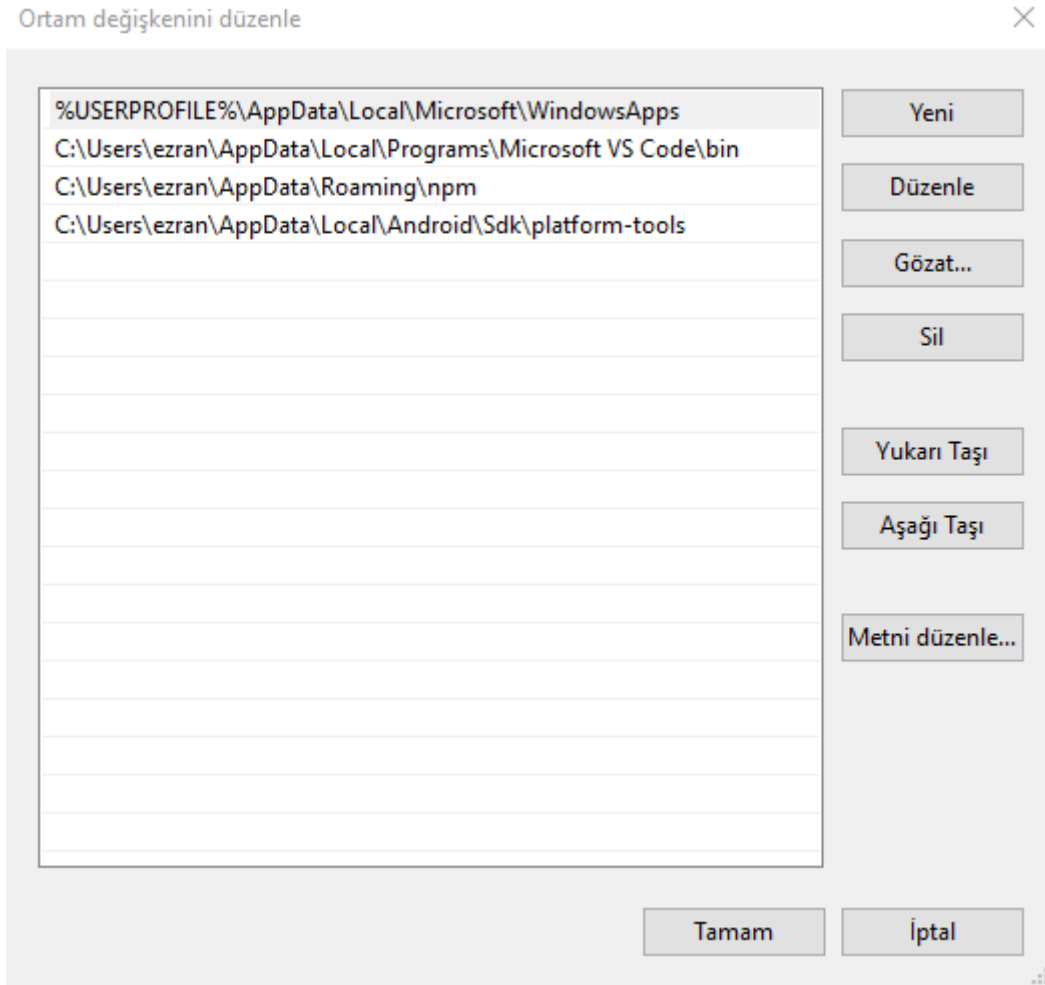 Ortam değişkenini düzenle
%USERPROFILE%\AppData\Local\Microsoft\WindowsApps
C:\Users\ezran\AppData\Local\Programs\Microsoft VS Code\bin
C:\Users\ezran\AppData\Roaming\npm
C:\Users\ezran\AppData\Local\Android\Sdk\platform-tools
Yeni
Düzenle
Gözat...
Sil
Yukarı Taşı
Aşağı Taşı
Metni düzenle...
Tamam
İptal